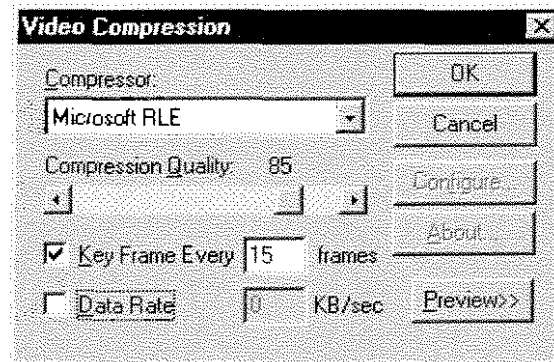 Video Compression
Compressor:
Microsoft RLE
Compression Quality: 85
Key Frame Every 15 frames
Data Rate 0 KB/sec
OK
Cancel
Configure...
About...
Preview>>